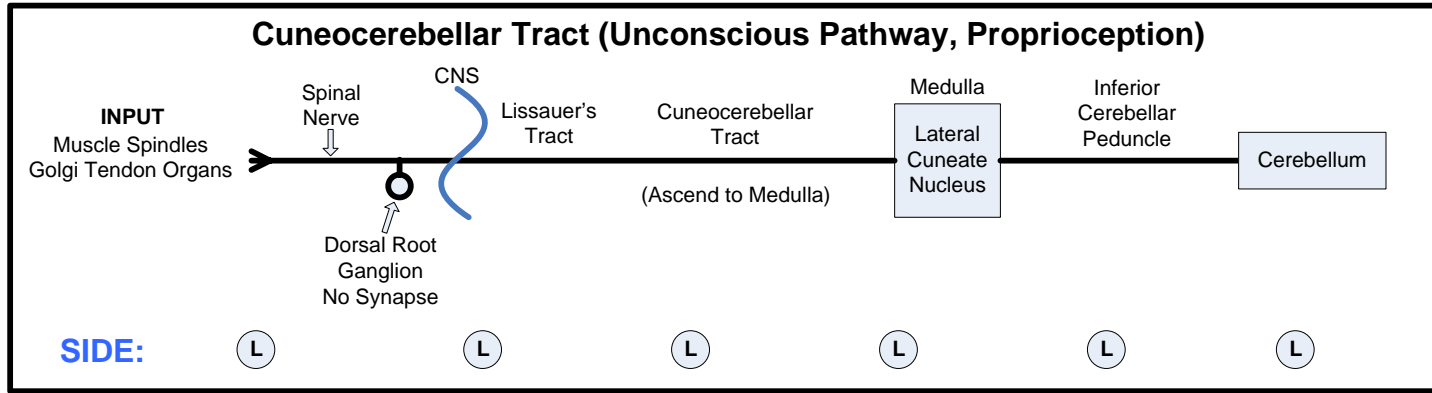 Cuneocerebellar Tract (Unconscious Pathway, Proprioception)
INPUT
Muscle Spindles
Golgi Tendon Organs
Spinal
Nerve
CNS
Dorsal Root
Ganglion
No Synapse
Lissauer's
Tract
Cuneocerebellar
Tract
(Ascend to Medulla)
Medulla
Lateral
Cuneate
Nucleus
Inferior
Cerebellar
Peduncle
Cerebellum
SIDE: L L L L L L